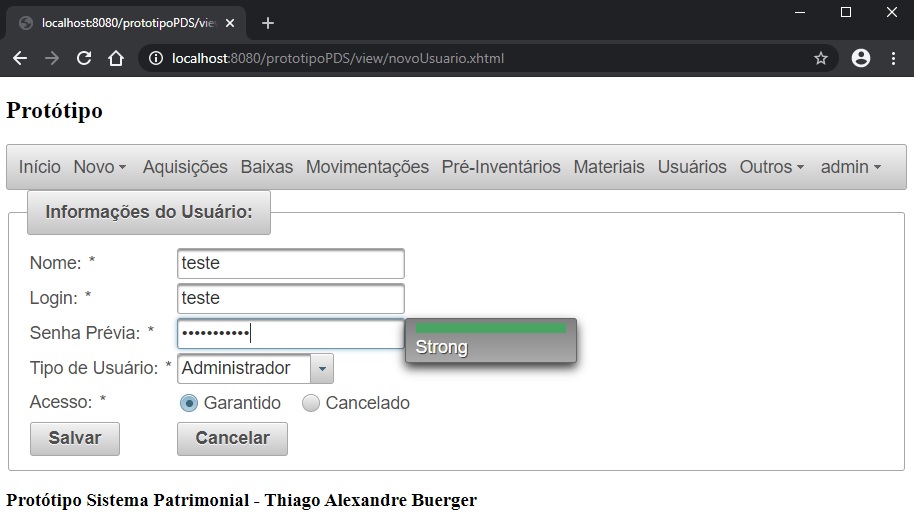 localhost:8080/prototipoPDS/vie
localhost:8080/prototipoPDS/view/novoUsuario.xhtml
Protótipo
Início Novo Aquisições Baixas Movimentações Pré-Inventários Materiais Usuários Outros admin
Informações do Usuário:
Nome: * teste
Login: * teste
Senha Prévia: * •••••••••••
Strong
Tipo de Usuário: * Administrador
Acesso: * Garantido Cancelado
Salvar Cancelar
Protótipo Sistema Patrimonial - Thiago Alexandre Buerger